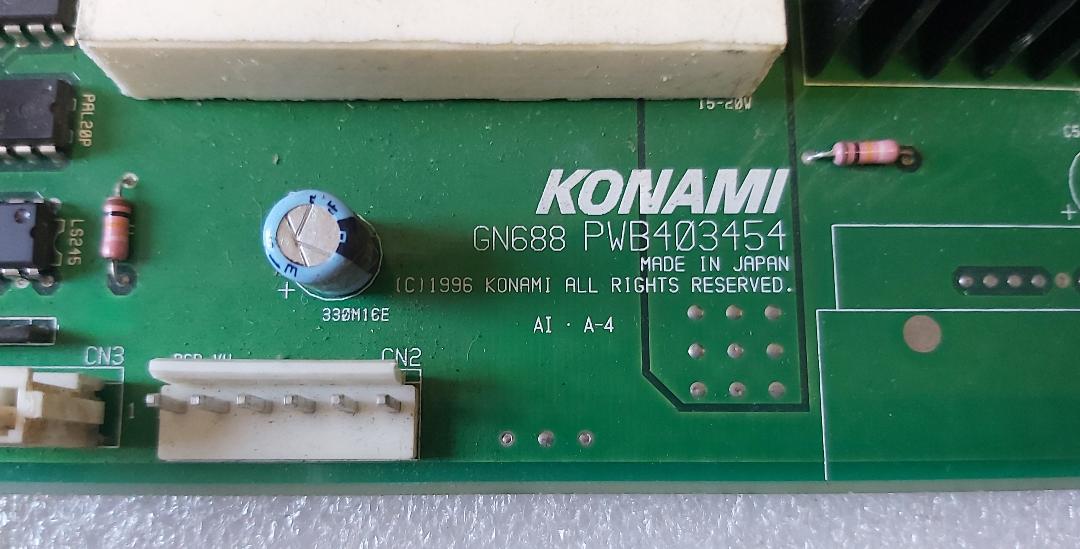 15-20W
PAL20P
LS245
KONAMI
GN688 PWB403454
MADE IN JAPAN
(C)1996 KONAMI ALL RIGHTS RESERVED.
+
330M16E
AI · A-4
CN3
CN2
1
+